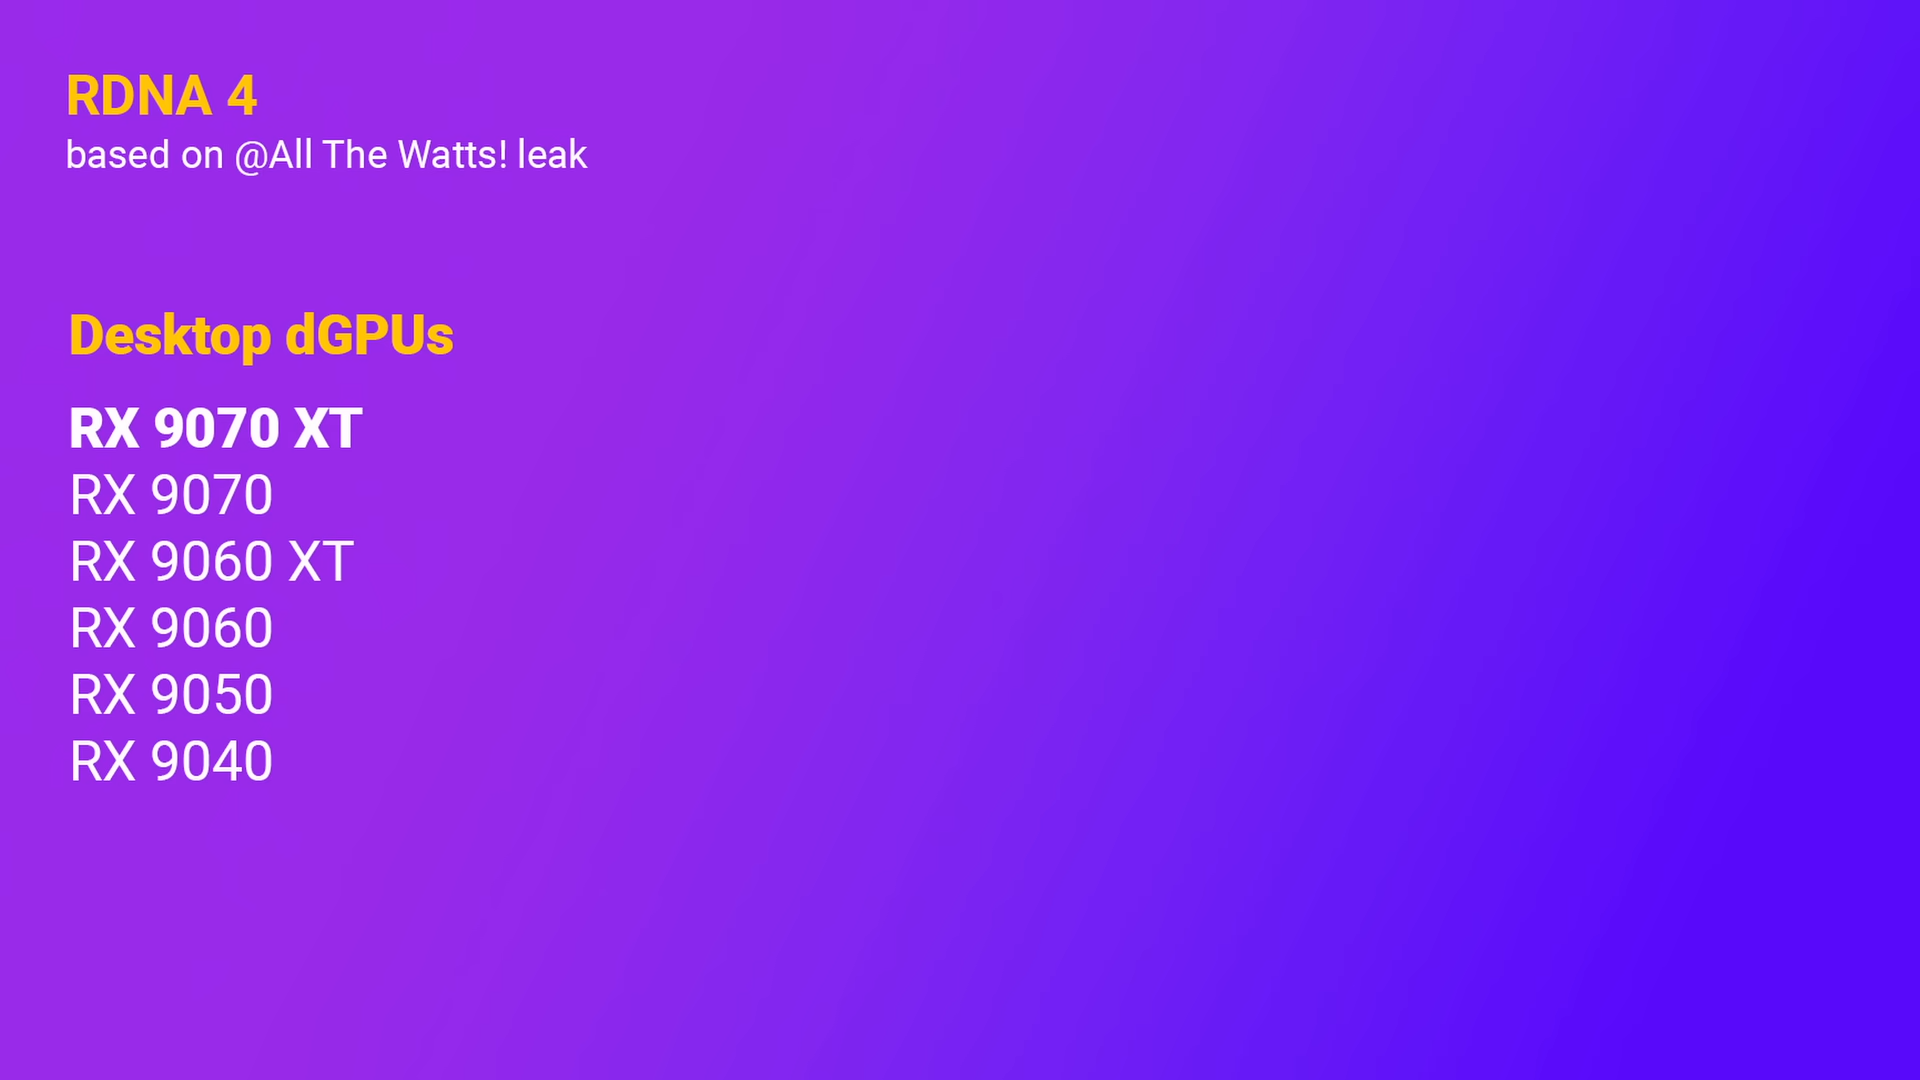 RDNA 4
based on @All The Watts! leak
Desktop dGPUs
RX 9070 XT
RX 9070
RX 9060 XT
RX 9060
RX 9050
RX 9040